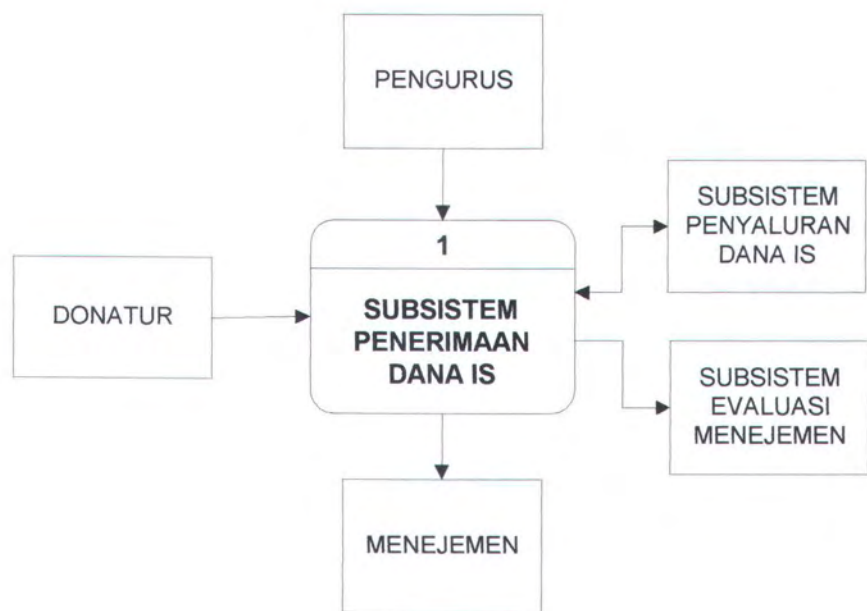 PENGURUS
SUBSISTEM
PENYALURAN
DANA IS
1
DONATUR
SUBSISTEM
PENERIMAAN
DANA IS
SUBSISTEM
EVALUASI
MENEJEMEN
MENEJEMEN